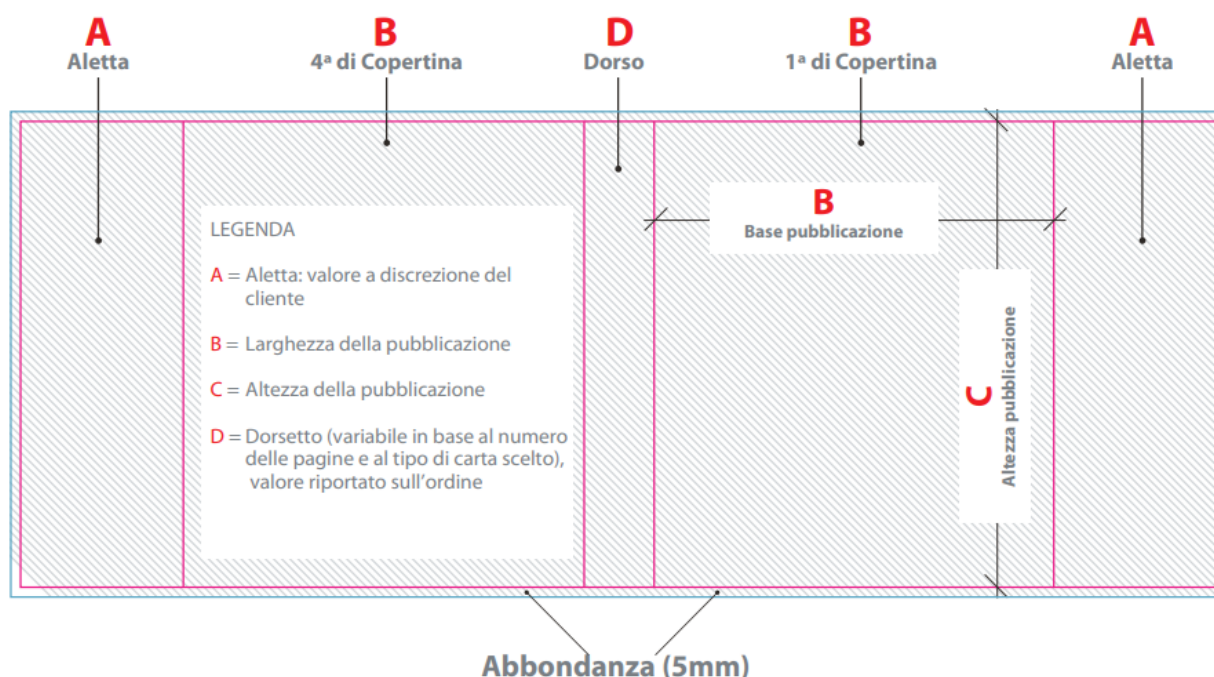 A
B
D
B
A
Aletta
4ª di Copertina
Dorso
1ª di Copertina
Aletta
B
Base pubblicazione
LEGENDA
A = Aletta: valore a discrezione del
cliente
B = Larghezza della pubblicazione
C = Altezza della pubblicazione
D = Dorsetto (variabile in base al numero
delle pagine e al tipo di carta scelto),
valore riportato sull’ordine
C
Altezza pubblicazione
Abbondanza (5mm)